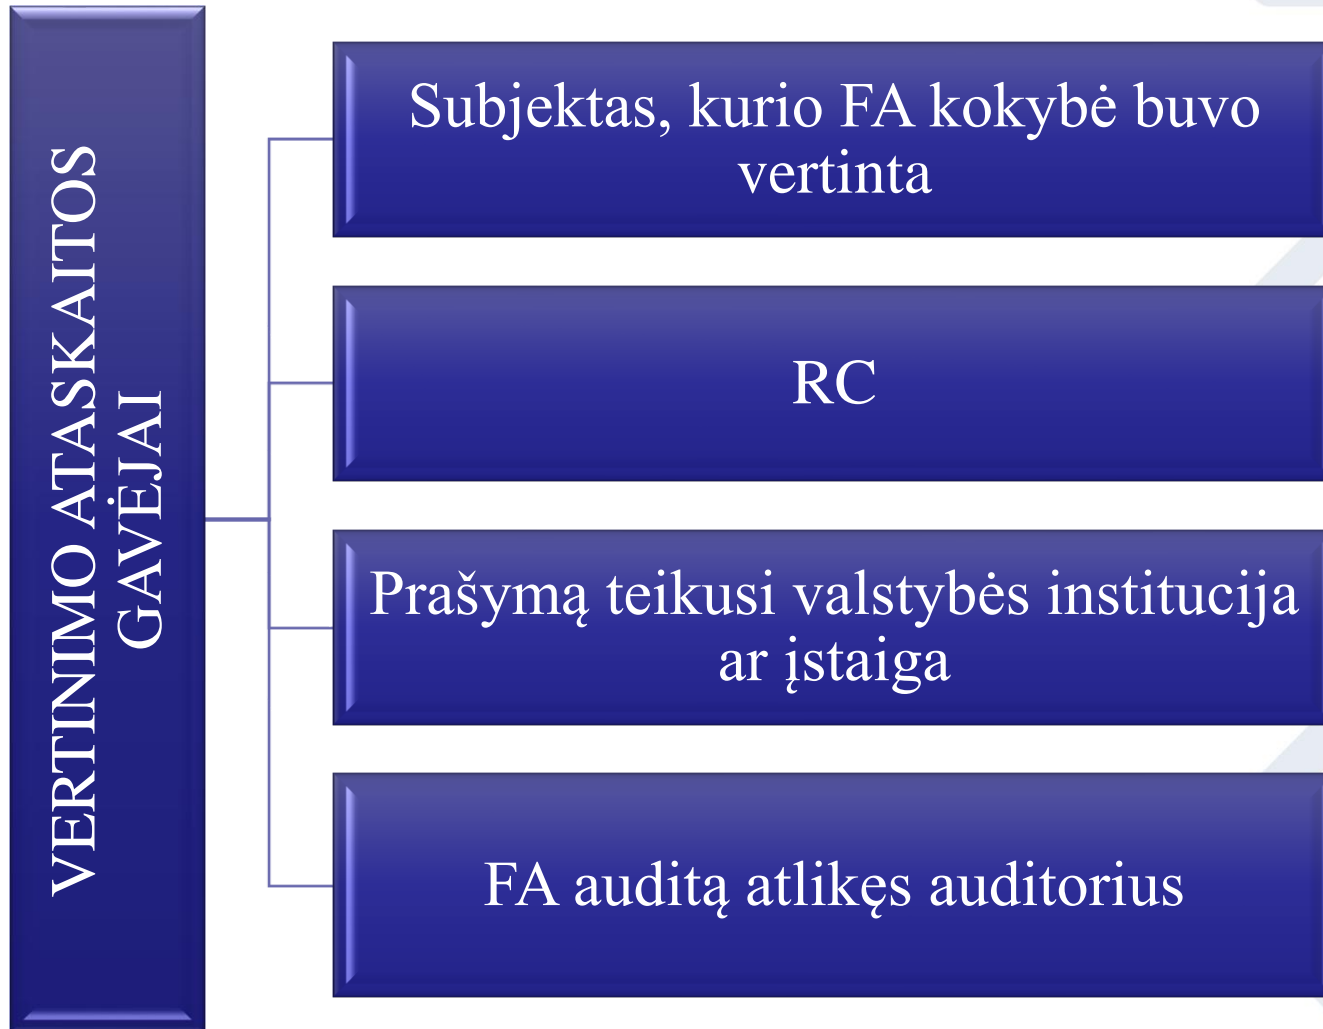 VERTINIMO ATASKAITOS
GAVĖJAI
Subjektas, kurio FA kokybė buvo
vertinta
RC
Prašymą teikusi valstybės institucija
ar įstaiga
FA auditą atlikęs auditorius